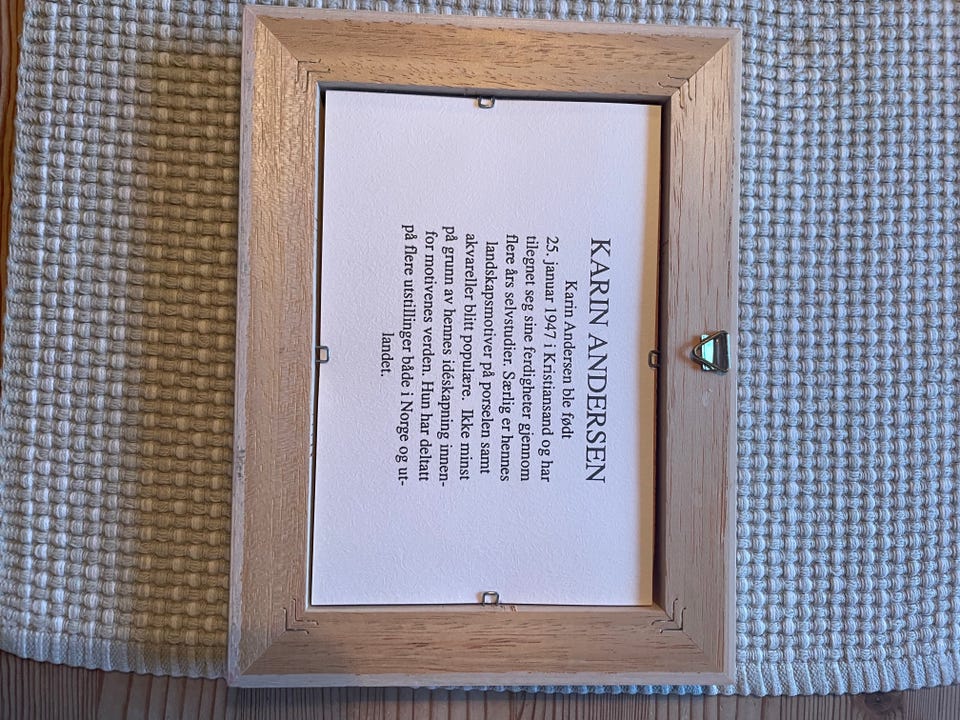 KARIN ANDERSEN
Karin Andersen ble født
25. januar 1947 i Kristiansand og har
tilegnet seg sine ferdigheter gjennom
flere års selvstudier. Særlig er hennes
landskapsmotiver på porselen samt
akvareller blitt populære. Ikke minst
på grunn av hennes idéskapning innen-
for motivenes verden. Hun har deltatt
på flere utstillinger både i Norge og ut-
landet.